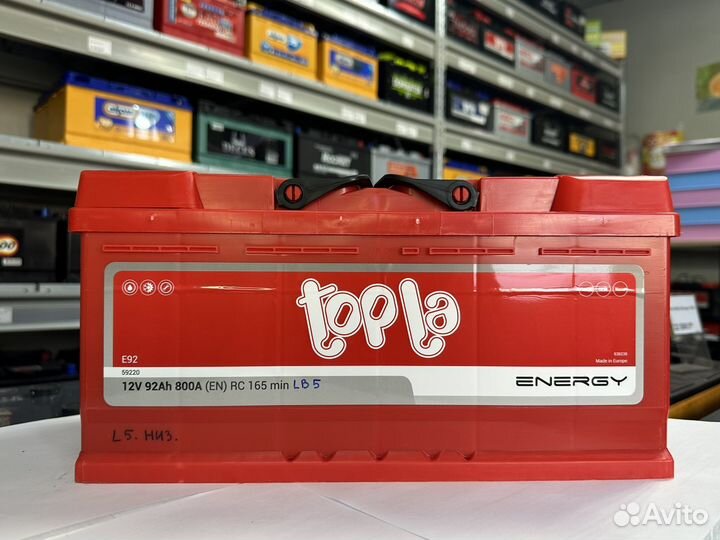 topla
E92
59220
12V 92Ah 800A (EN) RC 165 min LB5
Made in Europe
ENERGY
L5. низ.
Avito